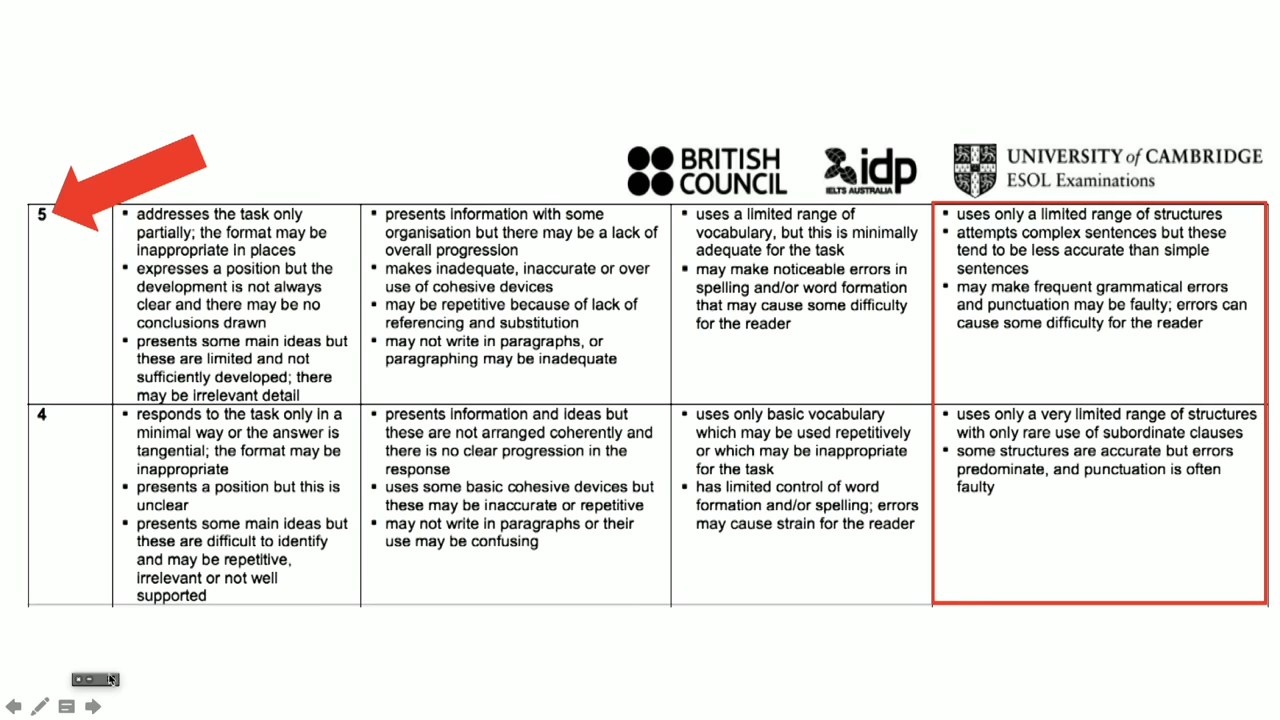 BRITISH
COUNCIL
idp
IELTS AUSTRALIA
UNIVERSITY of CAMBRIDGE
ESOL Examinations
5
▪ addresses the task only
partially; the format may be
inappropriate in places
▪ expresses a position but the
development is not always
clear and there may be no
conclusions drawn
▪ presents some main ideas but
these are limited and not
sufficiently developed; there
may be irrelevant detail
▪ presents information with some
organisation but there may be a lack of
overall progression
▪ makes inadequate, inaccurate or over
use of cohesive devices
▪ may be repetitive because of lack of
referencing and substitution
▪ may not write in paragraphs, or
paragraphing may be inadequate
▪ uses a limited range of
vocabulary, but this is minimally
adequate for the task
▪ may make noticeable errors in
spelling and/or word formation
that may cause some difficulty
for the reader
▪ uses only a limited range of structures
▪ attempts complex sentences but these
tend to be less accurate than simple
sentences
▪ may make frequent grammatical errors
and punctuation may be faulty; errors can
cause some difficulty for the reader
4
▪ responds to the task only in a
minimal way or the answer is
tangential; the format may be
inappropriate
▪ presents a position but this is
unclear
▪ presents some main ideas but
these are difficult to identify
and may be repetitive,
irrelevant or not well
supported
▪ presents information and ideas but
these are not arranged coherently and
there is no clear progression in the
response
▪ uses some basic cohesive devices but
these may be inaccurate or repetitive
▪ may not write in paragraphs or their
use may be confusing
▪ uses only basic vocabulary
which may be used repetitively
or which may be inappropriate
for the task
▪ has limited control of word
formation and/or spelling; errors
may cause strain for the reader
▪ uses only a very limited range of structures
with only rare use of subordinate clauses
▪ some structures are accurate but errors
predominate, and punctuation is often
faulty